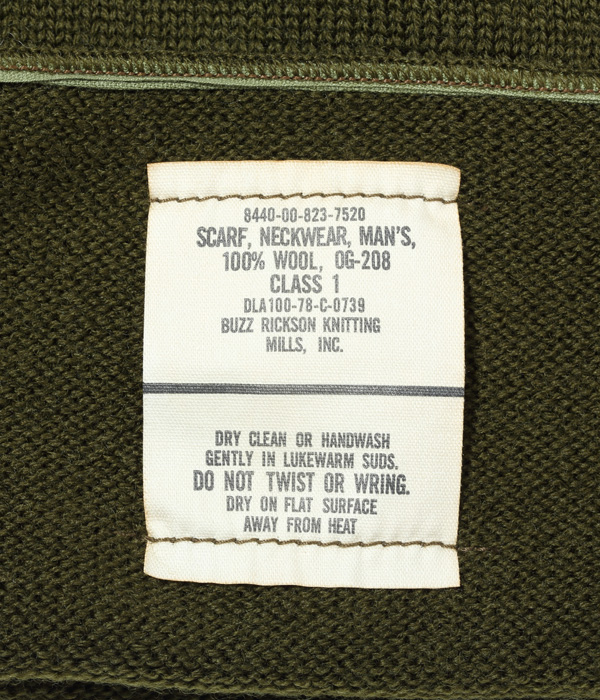 8440-00-823-7520
SCARF, NECKWEAR, MAN'S,
100% WOOL, OG-208
CLASS 1
DLA100-78-C-0739
BUZZ RICKSON KNITTING
MILLS, INC.
DRY CLEAN OR HANDWASH
GENTLY IN LUKEWARM SUDS.
DO NOT TWIST OR WRING.
DRY ON FLAT SURFACE
AWAY FROM HEAT